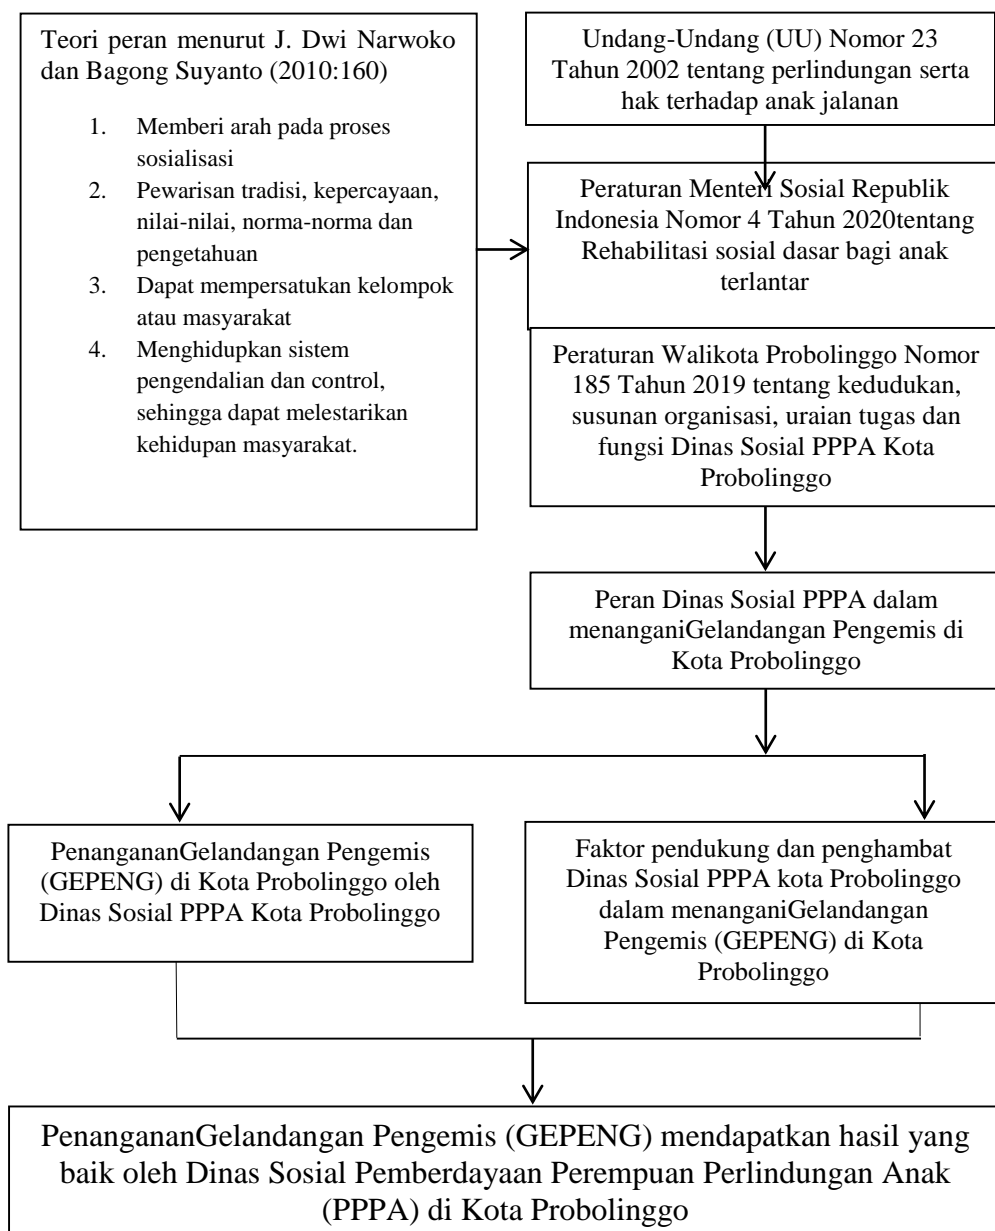 Teori peran menurut J. Dwi Narwoko
dan Bagong Suyanto (2010:160)
1. Memberi arah pada proses
sosialisasi
2. Pewarisan tradisi, kepercayaan,
nilai-nilai, norma-norma dan
pengetahuan
3. Dapat mempersatukan kelompok
atau masyarakat
4. Menghidupkan sistem
pengendalian dan control,
sehingga dapat melestarikan
kehidupan masyarakat.
Undang-Undang (UU) Nomor 23
Tahun 2002 tentang perlindungan serta
hak terhadap anak jalanan
Peraturan Menteri Sosial Republik
Indonesia Nomor 4 Tahun 2020tentang
Rehabilitasi sosial dasar bagi anak
terlantar
Peraturan Walikota Probolinggo Nomor
185 Tahun 2019 tentang kedudukan,
susunan organisasi, uraian tugas dan
fungsi Dinas Sosial PPPA Kota
Probolinggo
Peran Dinas Sosial PPPA dalam
menanganiGelandangan Pengemis di
Kota Probolinggo
PenangananGelandangan Pengemis
(GEPENG) di Kota Probolinggo oleh
Dinas Sosial PPPA Kota Probolinggo
Faktor pendukung dan penghambat
Dinas Sosial PPPA kota Probolinggo
dalam menanganiGelandangan
Pengemis (GEPENG) di Kota
Probolinggo
PenangananGelandangan Pengemis (GEPENG) mendapatkan hasil yang
baik oleh Dinas Sosial Pemberdayaan Perempuan Perlindungan Anak
(PPPA) di Kota Probolinggo